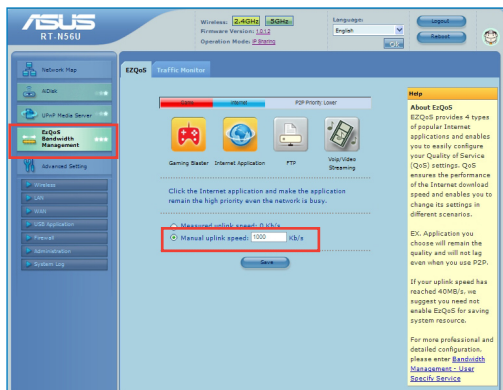 ASUS
RT-N56U
Wireless: 2.4GHz 5GHz
Firmware Version: 1.0.1.2
Operation Mode: IP Sharing
Language:
English
OK
Logout
Reboot
Network Map
AiDisk
UPnP Media Server
EzQoS
Bandwidth
Management
Advanced Setting
Wireless
LAN
WAN
USB Application
Firewall
Administration
System Log
EZQoS Traffic Monitor
Internet
P2P Priority Lower
Gaming Blaster
Internet Application
FTP
Voip/Video
Streaming
Click the Internet application and make the application
remain the high priority even the network is busy.
Measured uplink speed: 0 Kb/s
Manual uplink speed: 1000 Kb/s
Save
Help
About EzQoS
EZQoS provides 4 types
of popular Internet
applications and enables
you to easily configure
your Quality of Service
(QoS) settings. QoS
ensures the performance
of the Internet download
speed and enables you to
change its settings in
different scenarios.
EX. Application you
choose will remain the
quality and will not lag
even when you use P2P.
If your uplink speed has
reached 40MB/s, we
suggest you need not
enable EzQoS for saving
system resource.
For more professional and
detailed configuration,
please enter Bandwidth
Management - User
Specify Service